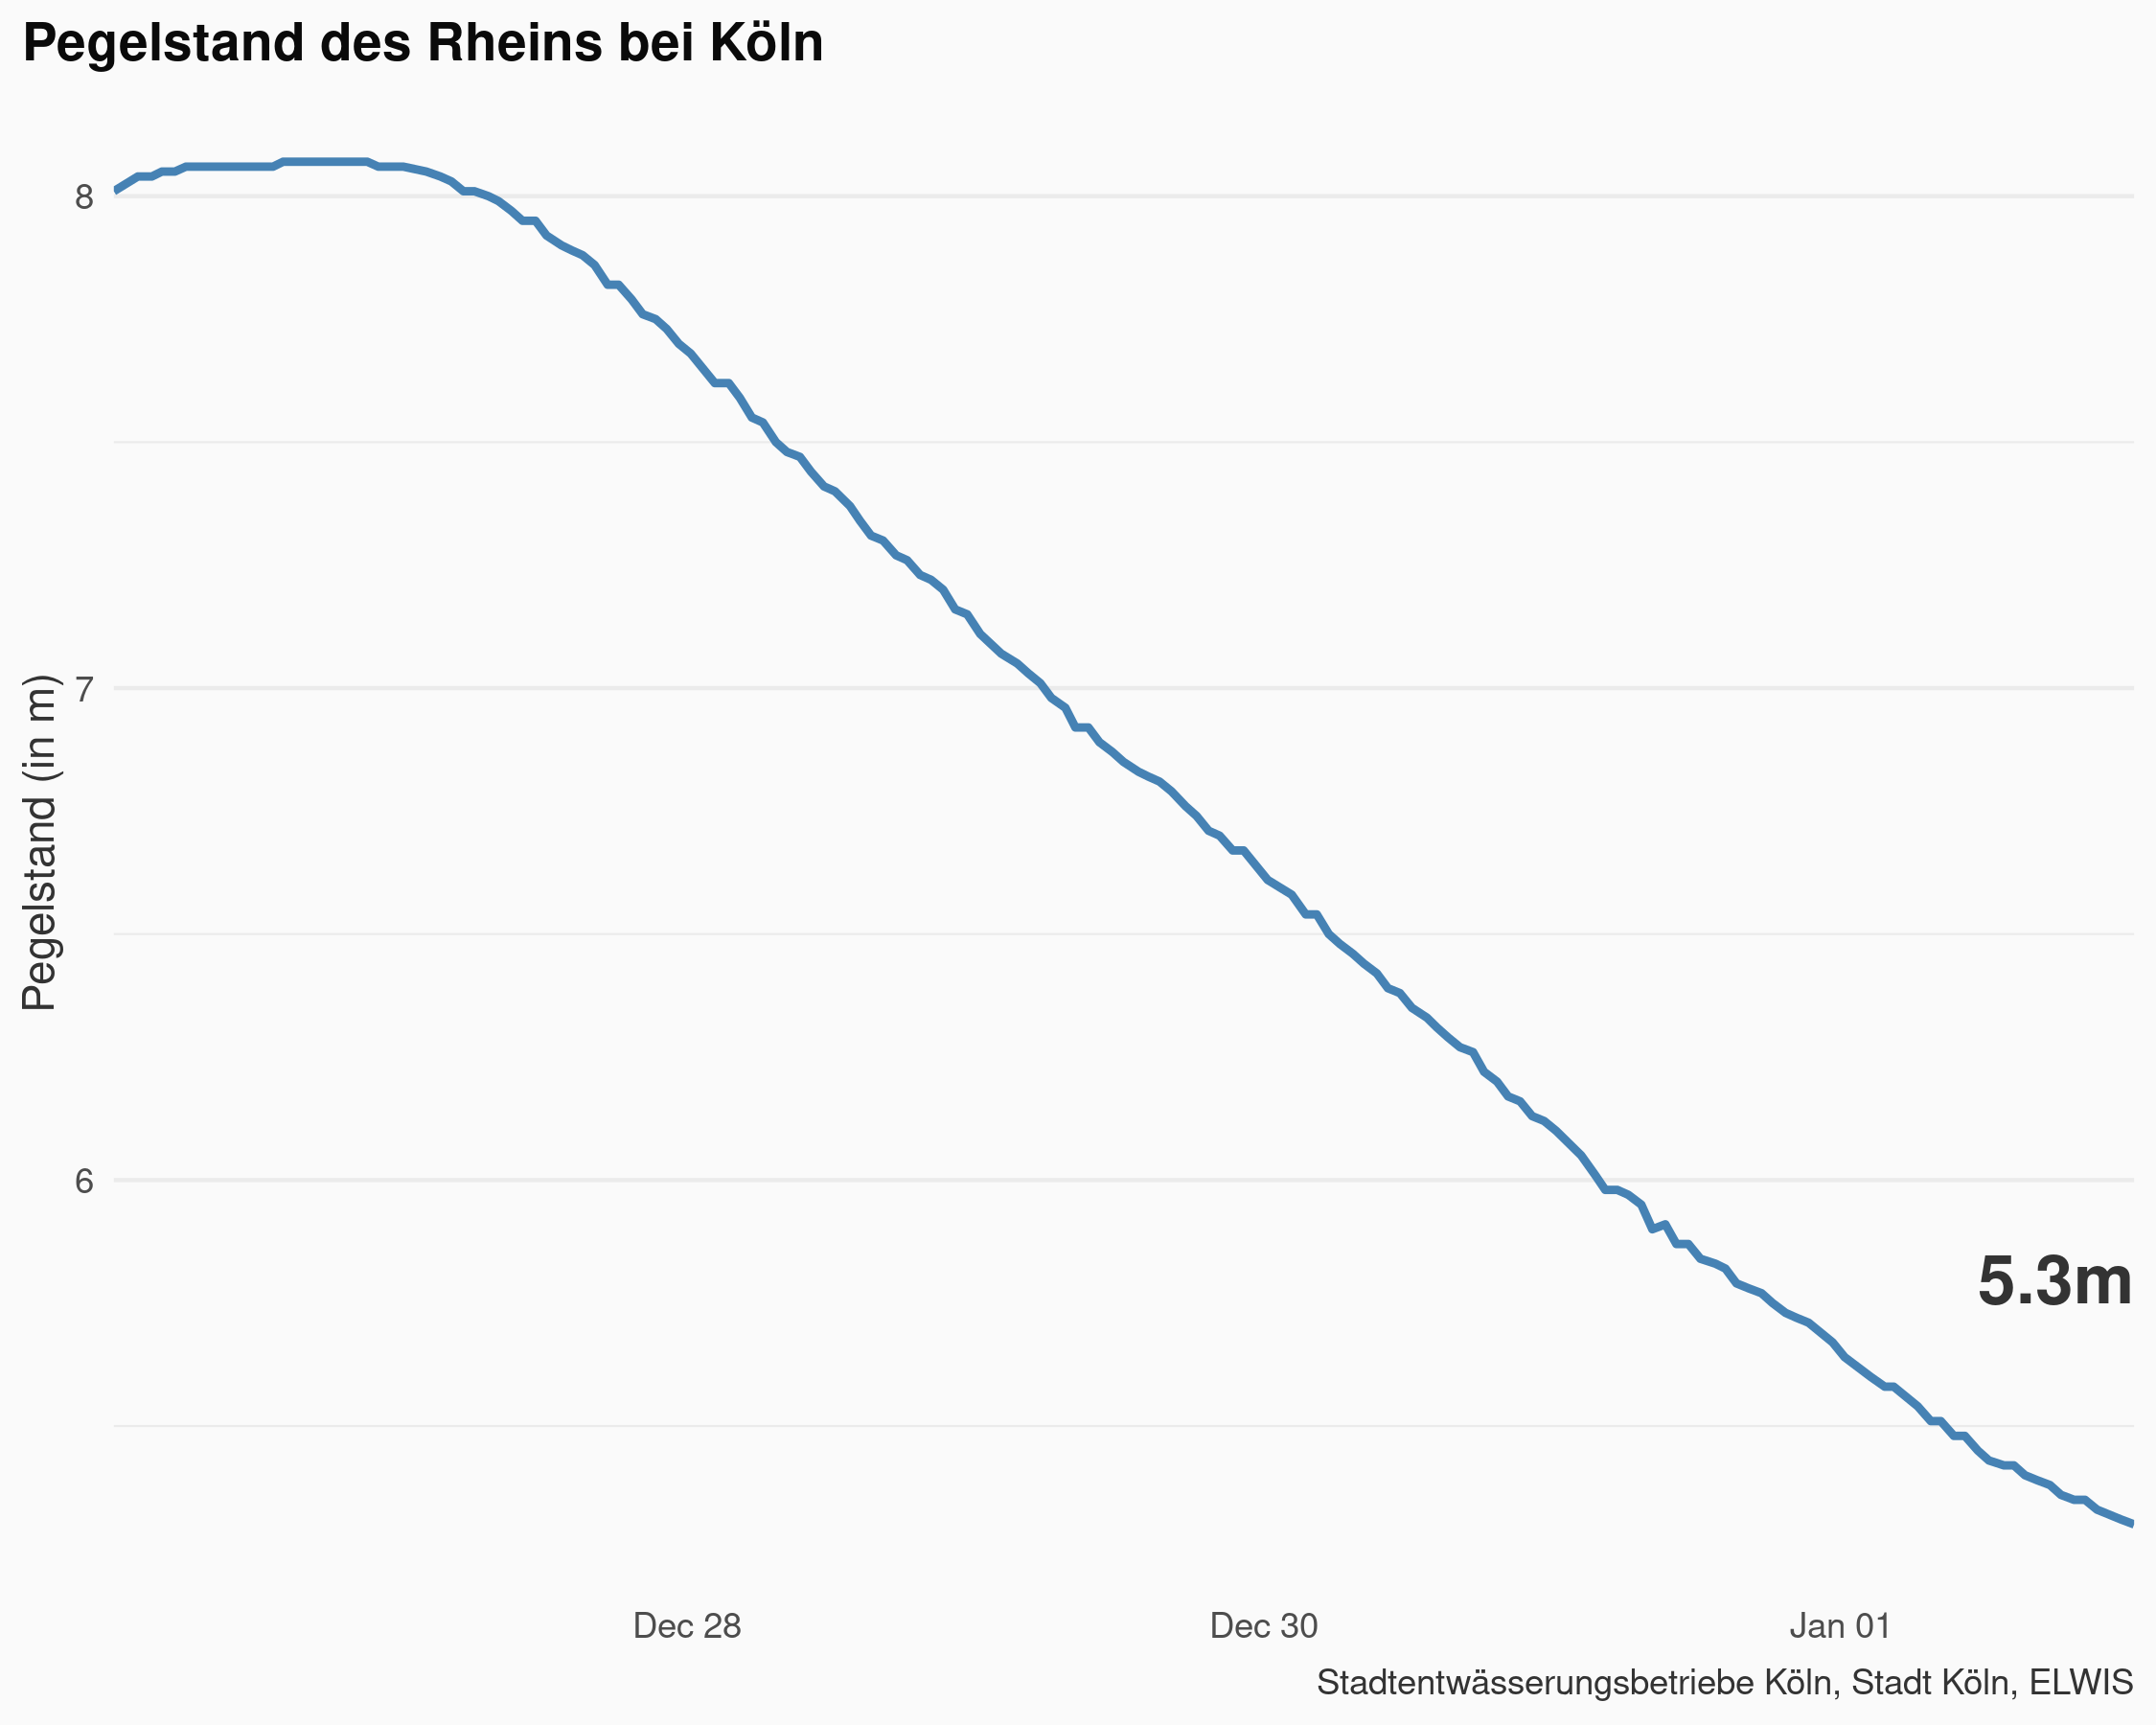 Pegelstand des Rheins bei Köln
Pegelstand (in m)
8
7
6
5.3m
Dec 28
Dec 30
Jan 01
Stadtentwässerungsbetriebe Köln, Stadt Köln, ELWIS